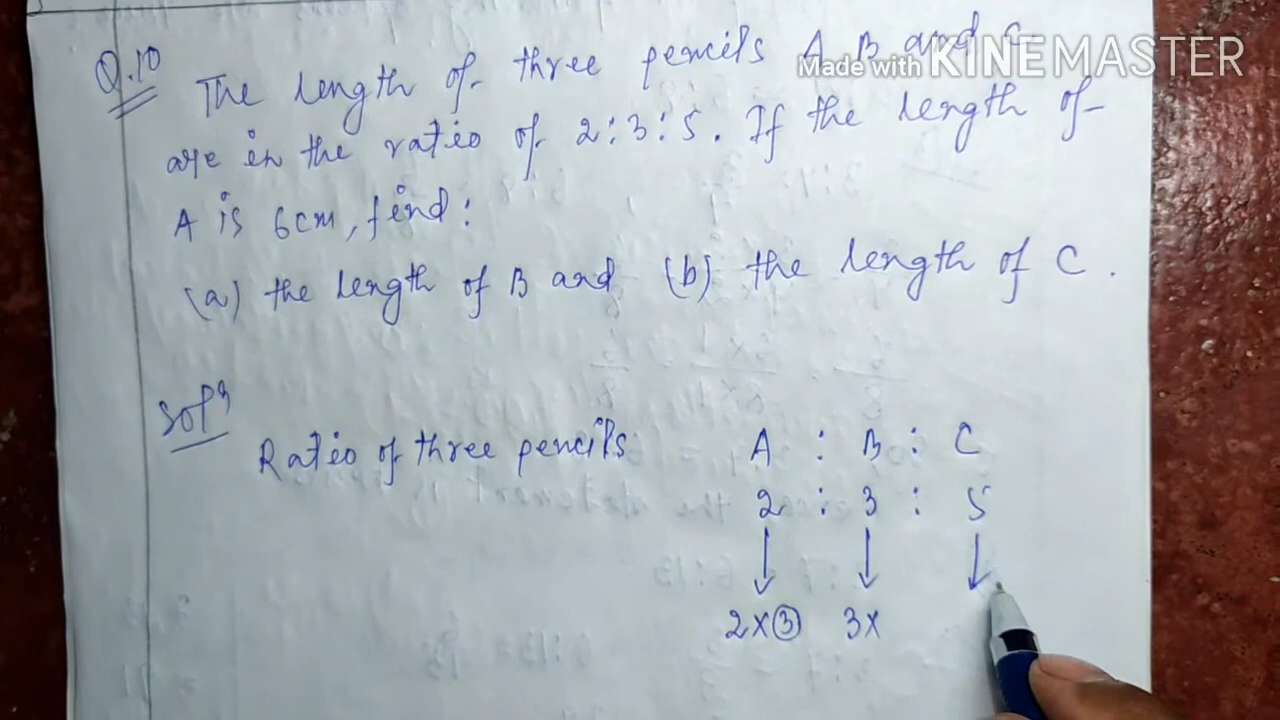 Q.10 The length of three pencils A B and C
Made with KINEMASTER
are in the ratio of 2:3:5. If the length of
A is 6cm, find:
(a) the length of B and (b) the length of C.
Solⁿ
Ratio of three pencils A : B : C
2 : 3 : 5
2×③ 3×